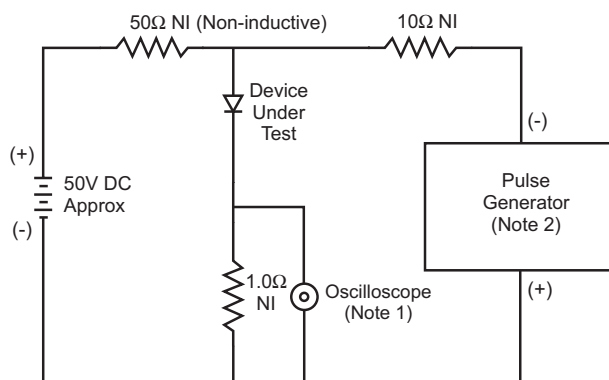 50Ω NI (Non-inductive)
10Ω NI
Device
Under
Test
(+)
50V DC
Approx
(-)
(-)
Pulse
Generator
(Note 2)
(+)
1.0Ω
NI
Oscilloscope
(Note 1)